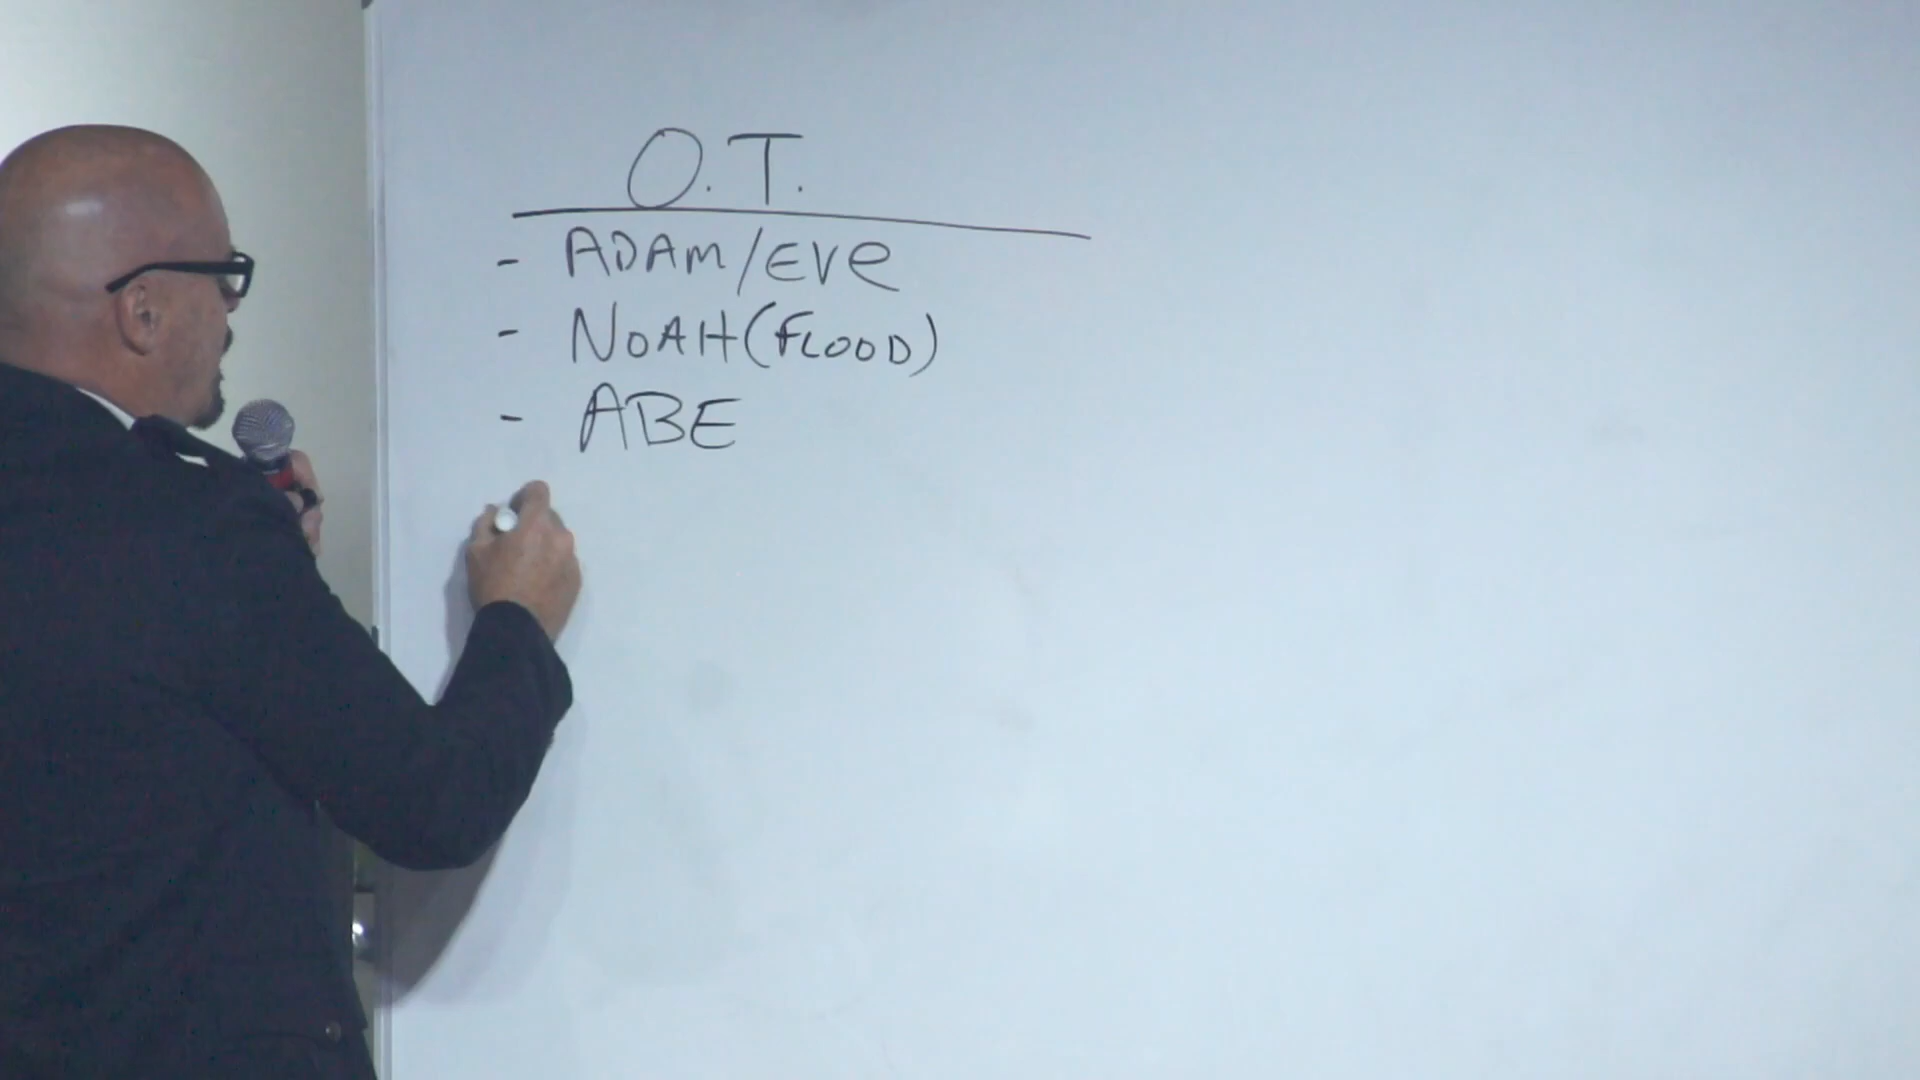 O.T.
- ADAM/EVE
- NOAH (FLOOD)
- ABE